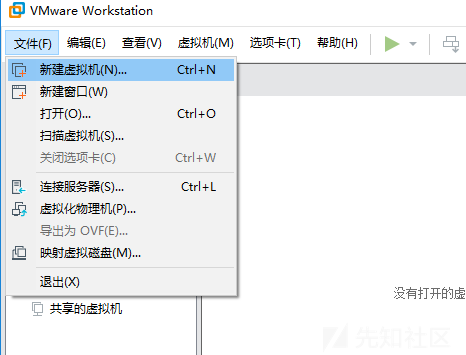 VMware Workstation
文件(F) 编辑(E) 查看(V) 虚拟机(M) 选项卡(T) 帮助(H)
新建虚拟机(N)... Ctrl+N
新建窗口(W)
打开(O)... Ctrl+O
扫描虚拟机(S)...
关闭选项卡(C) Ctrl+W
连接服务器(S)... Ctrl+L
虚拟化物理机(P)...
导出为 OVF(E)...
映射虚拟磁盘(M)...
退出(X)
没有打开的虚
共享的虚拟机
先知社区